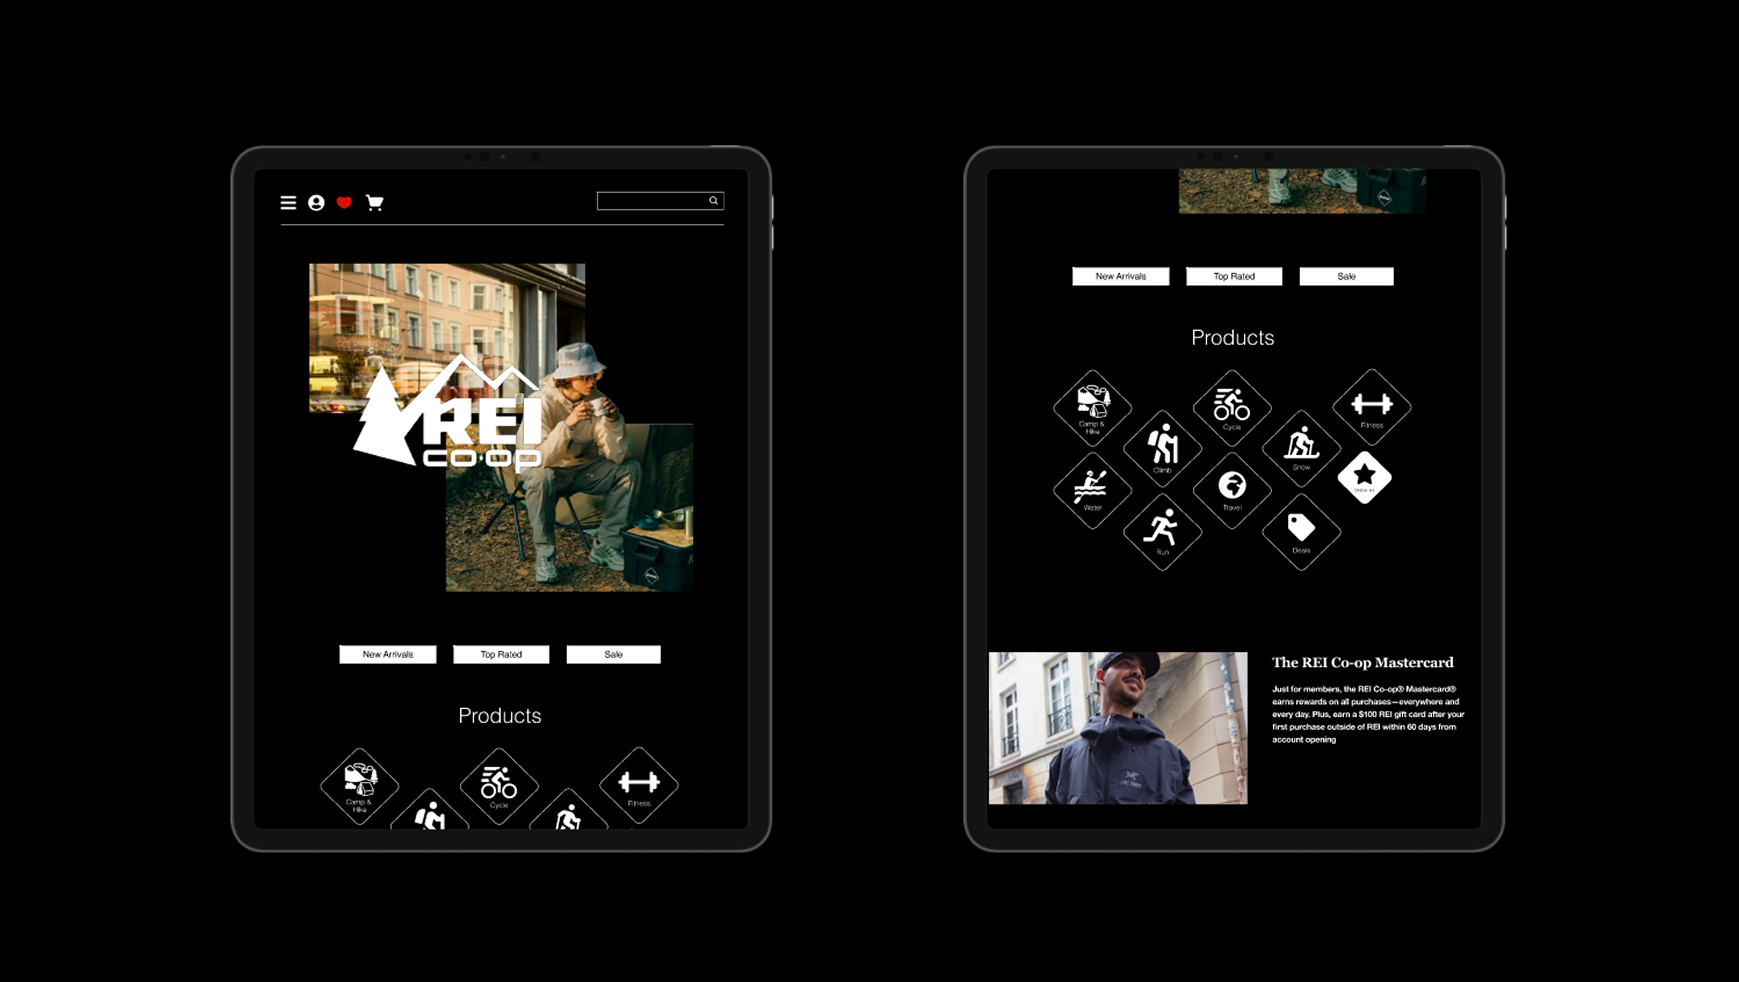 REI
co·op
New Arrivals
Top Rated
Sale
Products
Camp &
Hike
Cycle
Fitness
New Arrivals
Top Rated
Sale
Products
Camp &
Hike
Cycle
Fitness
Climb
Snow
Water
Travel
Run
Deals
The REI Co-op Mastercard
Just for members, the REI Co-op® Mastercard®
earns rewards on all purchases—everywhere and
every day. Plus, earn a $100 REI gift card after your
first purchase outside of REI within 60 days from
account opening